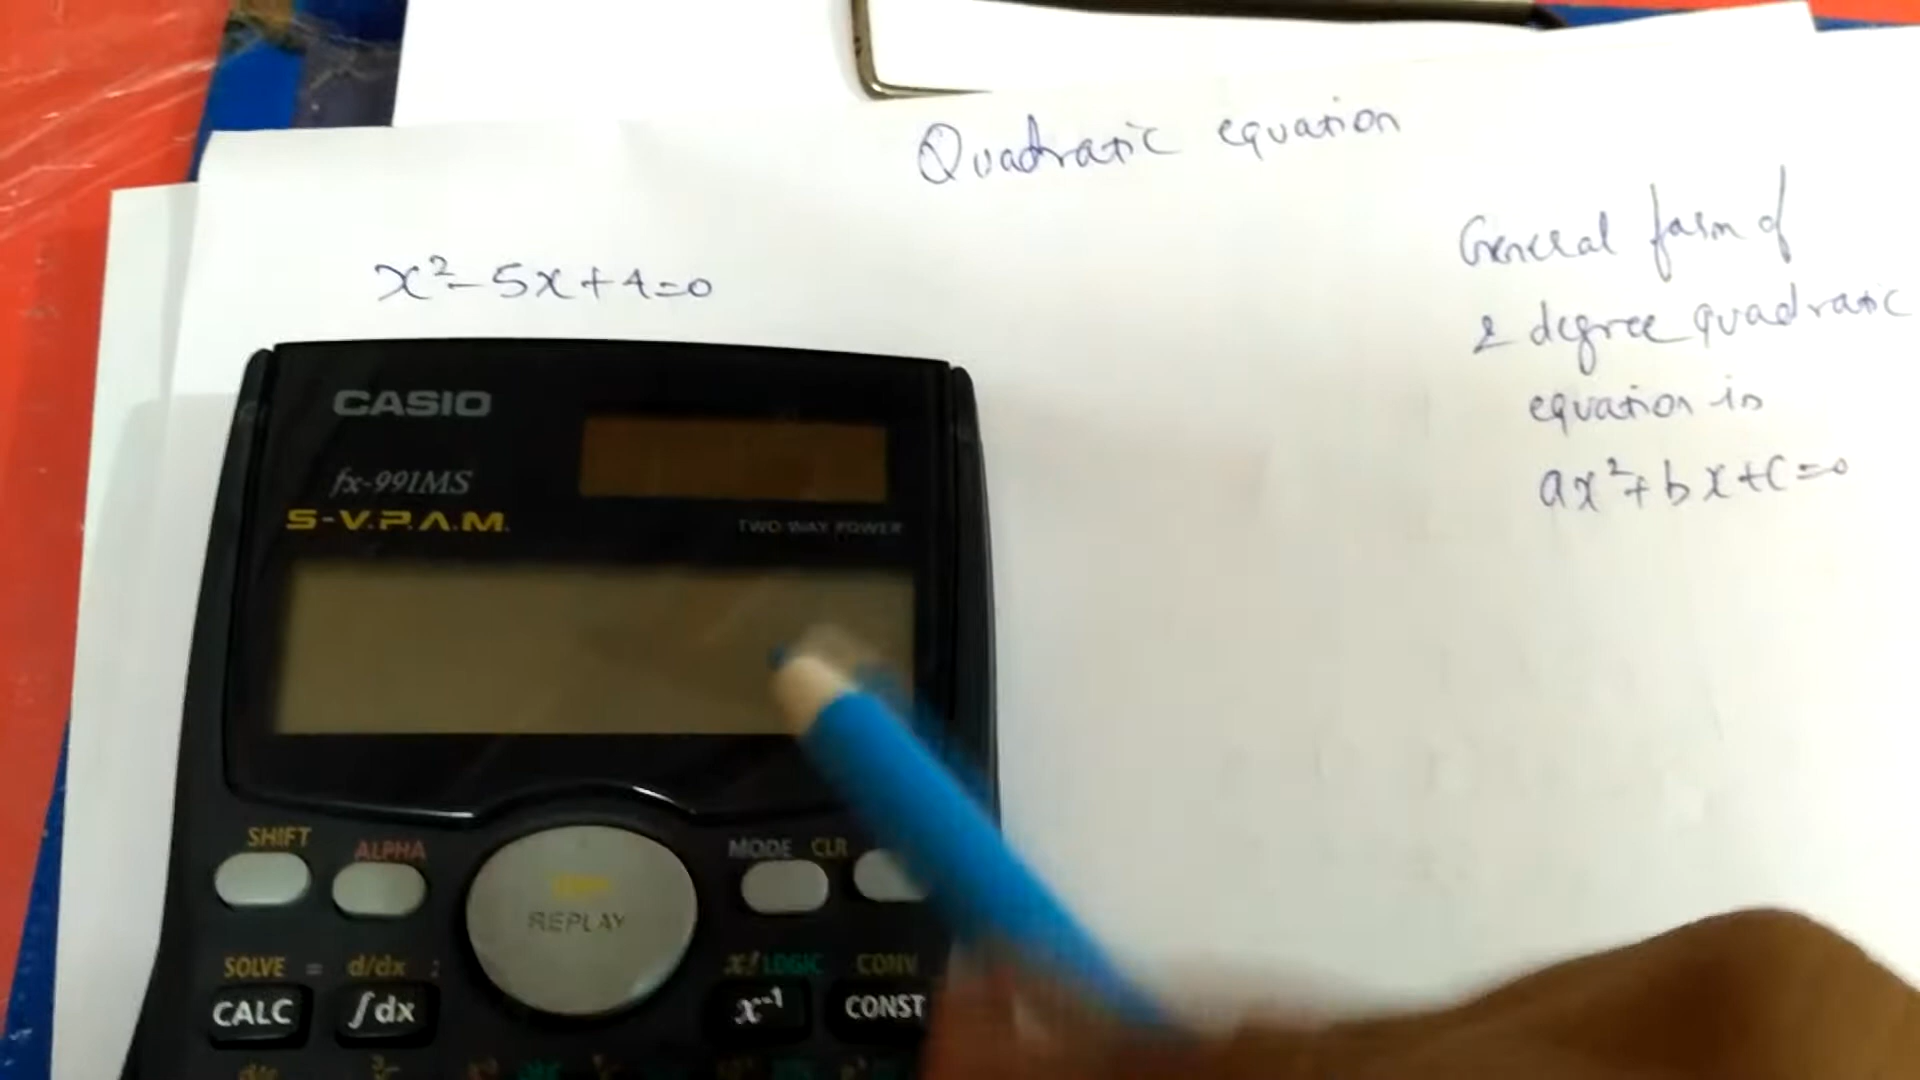 Quadratic equation
General form of
2 degree quadratic
equation is
ax²+bx+c=0
x²-5x+4=0
CASIO
fx-991MS
S-V.P.A.M.
TWO WAY POWER
SHIFT ALPHA MODE CLR
REPLAY
SOLVE = d/dx : x! LOGIC CONV
CALC ∫dx x⁻¹ CONST